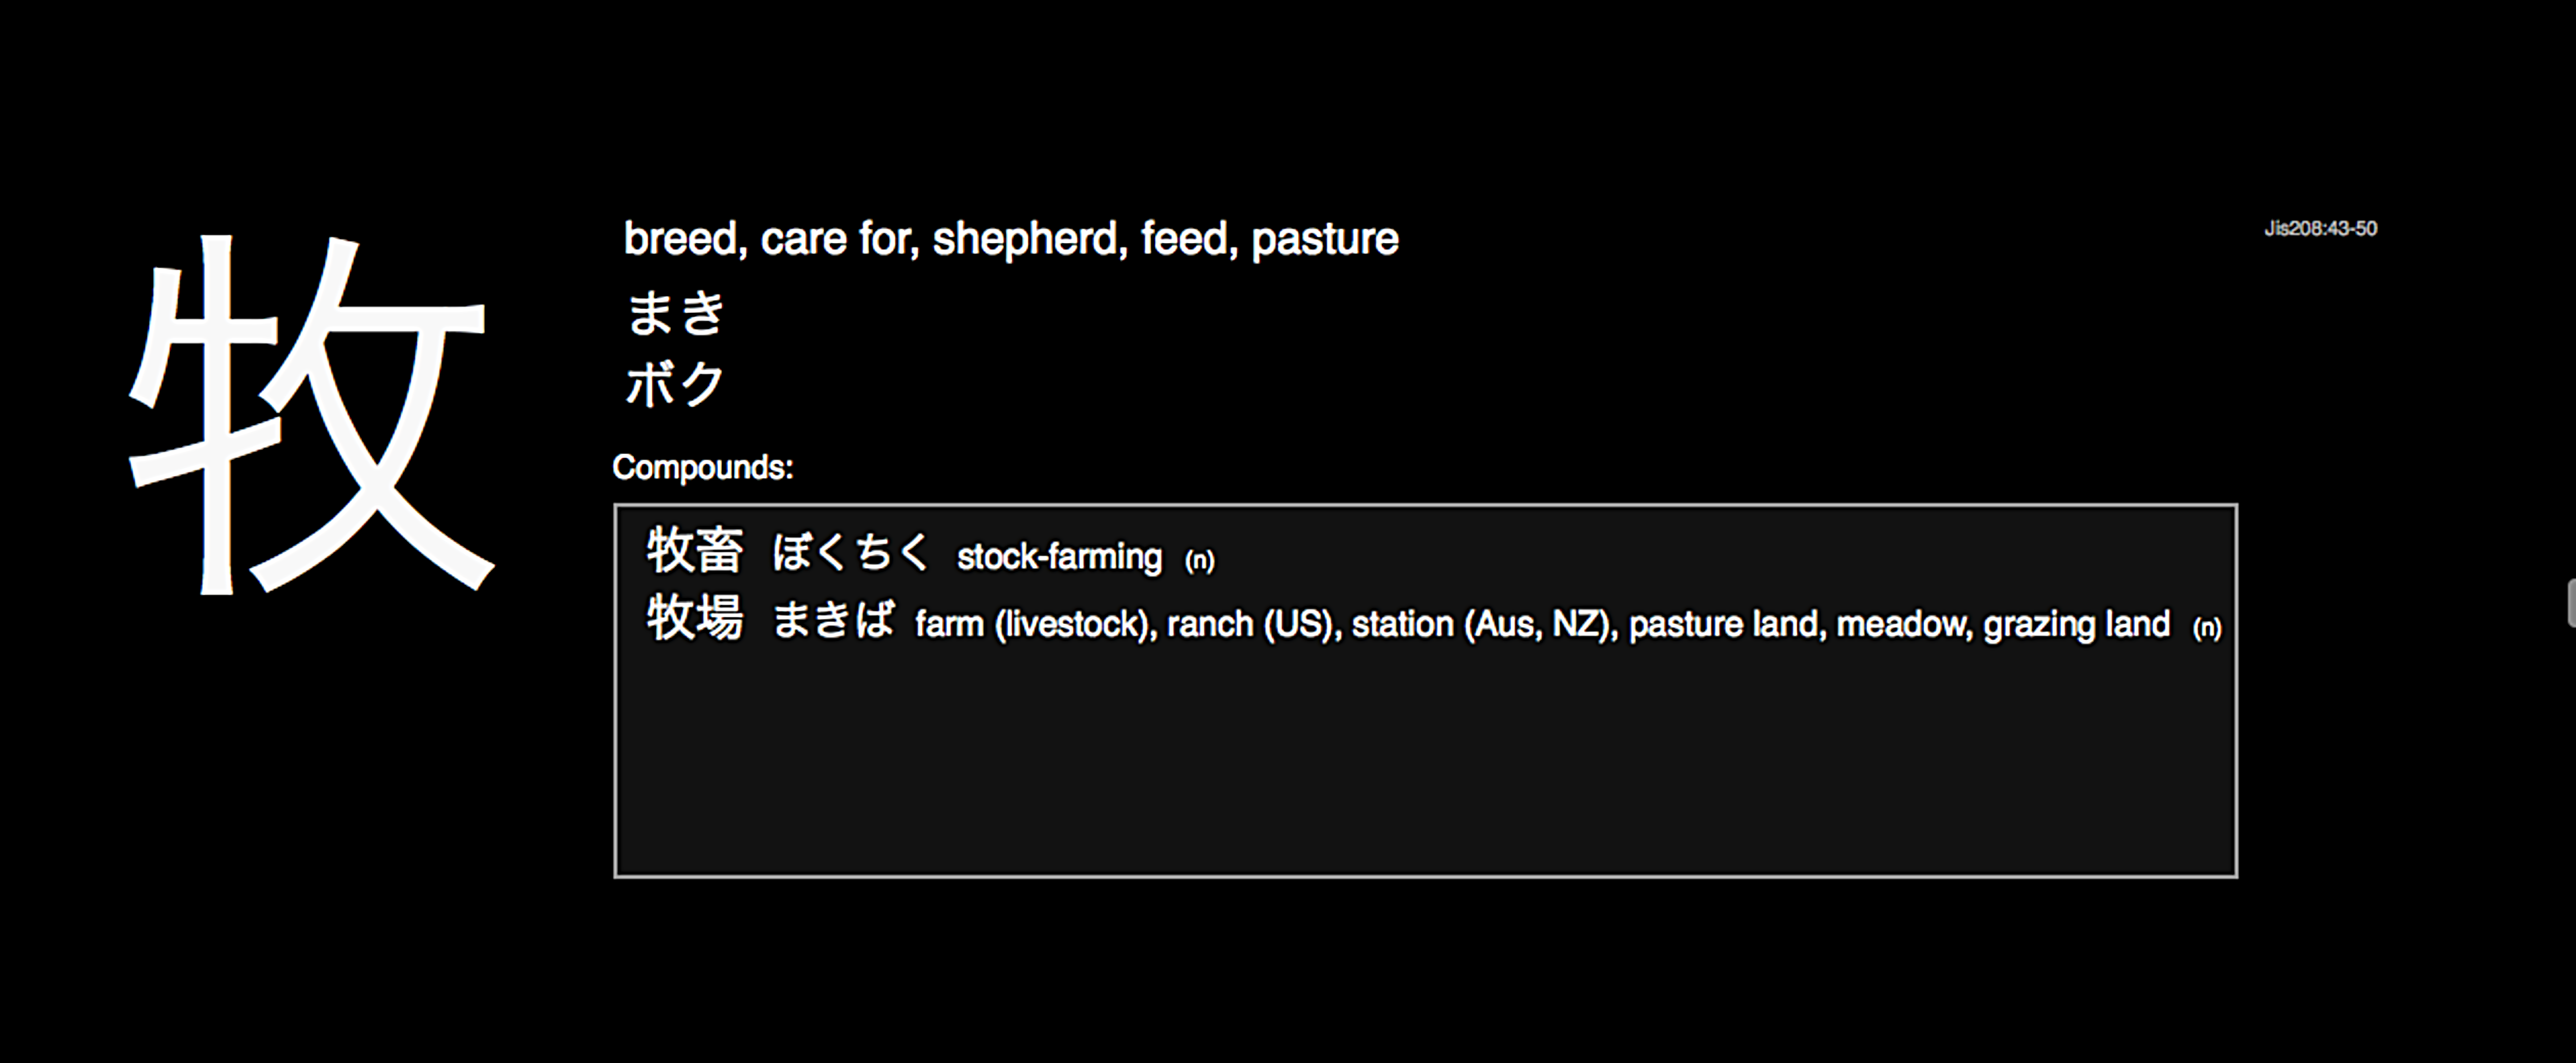 牧
breed, care for, shepherd, feed, pasture
Jis208:43-50
まき
ボク
Compounds:
牧畜 ぼくちく stock-farming (n)
牧場 まきば farm (livestock), ranch (US), station (Aus, NZ), pasture land, meadow, grazing land (n)